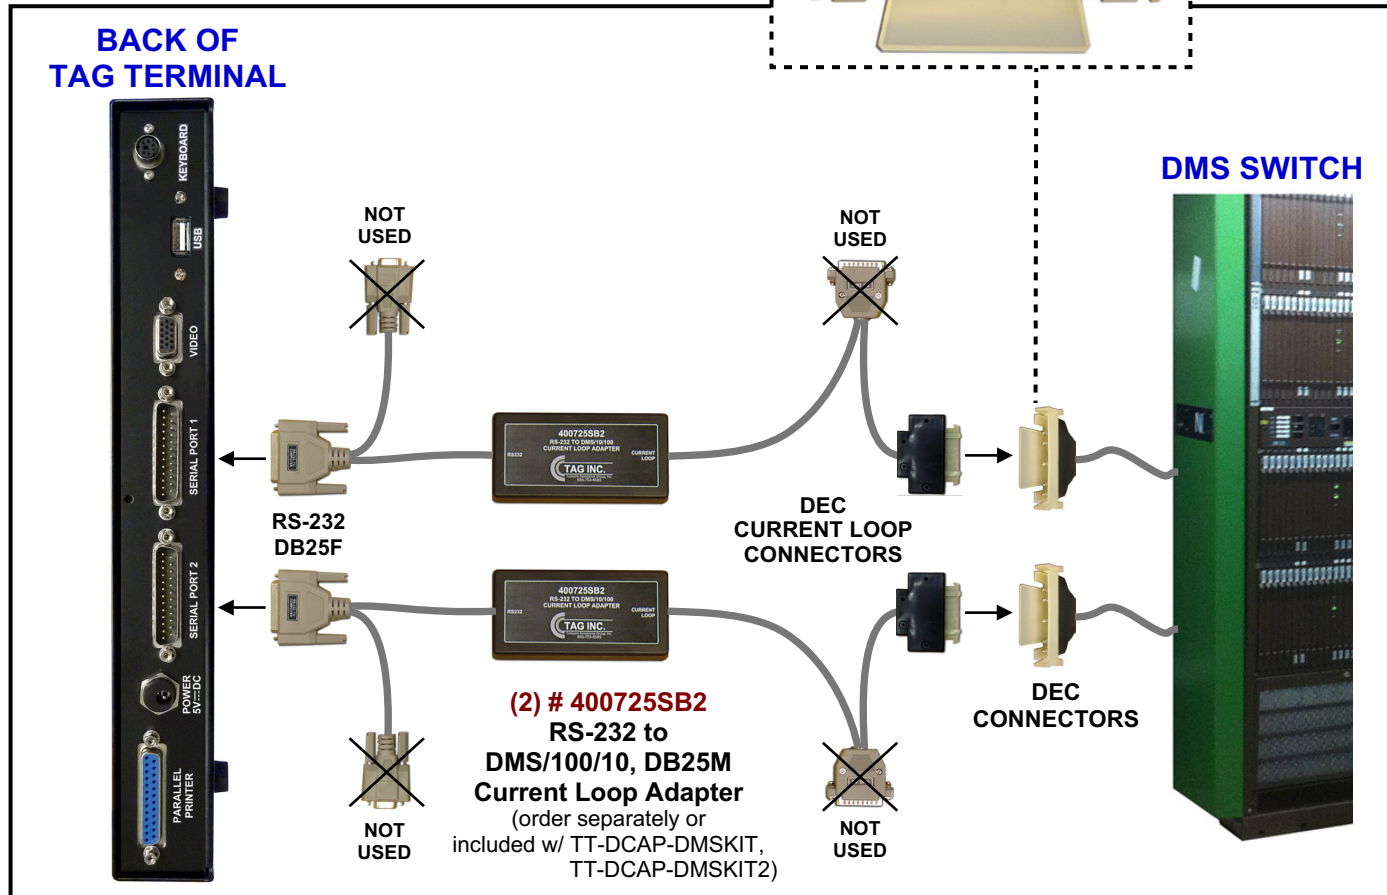 BACK OF
TAG TERMINAL
KEYBOARD
USB
VIDEO
SERIAL PORT 1
SERIAL PORT 2
POWER
5V DC
PARALLEL
PRINTER
NOT
USED
NOT
USED
DMS SWITCH
400725SB2
RS-232 TO DMS/10/100
CURRENT LOOP ADAPTER
RS232
CURRENT
LOOP
TAG INC.
RS-232
DB25F
DEC
CURRENT LOOP
CONNECTORS
400725SB2
RS-232 TO DMS/10/100
CURRENT LOOP ADAPTER
RS232
CURRENT
LOOP
TAG INC.
(2) # 400725SB2
RS-232 to
DMS/100/10, DB25M
Current Loop Adapter
(order separately or
included w/ TT-DCAP-DMSKIT,
TT-DCAP-DMSKIT2)
DEC
CONNECTORS
NOT
USED
NOT
USED